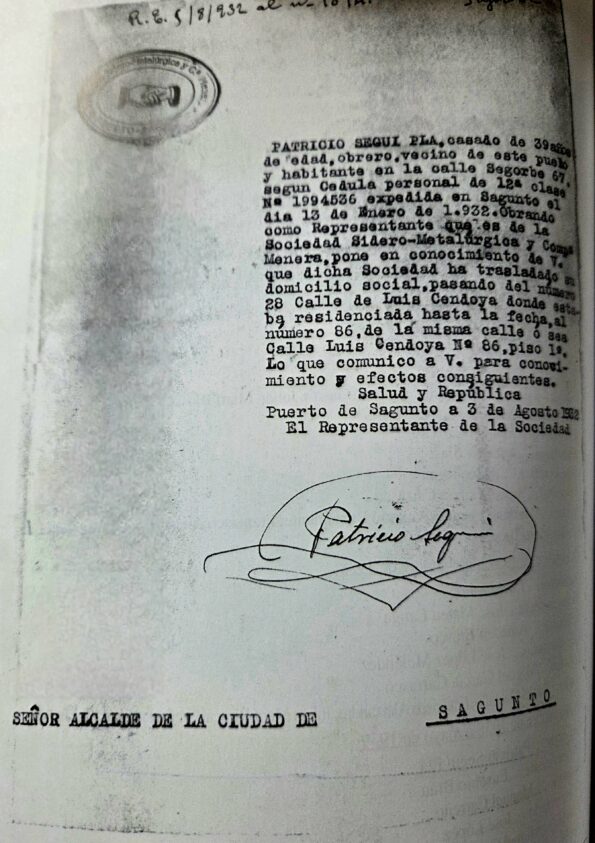 R.E. 5/8/932 al nº
PATRICIO SEGUI PLA, casado de 39 años
de edad, obrero, vecino de este pueblo
y habitante en la calle Segorbe 67,
segun Cedula personal de 12ª clase
Nº 1994536 expedida en Sagunto el
dia 13 de Enero de 1.932. Obrando
como Representante que es de la
Sociedad Sidero-Metalúrgica y Compª
Menera, pone en conocimiento de V.
que dicha Sociedad ha trasladado su
domicilio social, pasando del número
28 Calle de Luis Cendoya donde esta-
ba residenciada hasta la fecha, al
número 86, de la misma calle ó sea
Calle Luis Cendoya Nº 86, piso 1º.
Lo que comunico a V. para conoci-
miento y efectos consiguientes.
Salud y República
Puerto de Sagunto a 3 de Agosto 1932
El Representante de la Sociedad
Patricio Segui
SEÑOR ALCALDE DE LA CIUDAD DE SAGUNTO